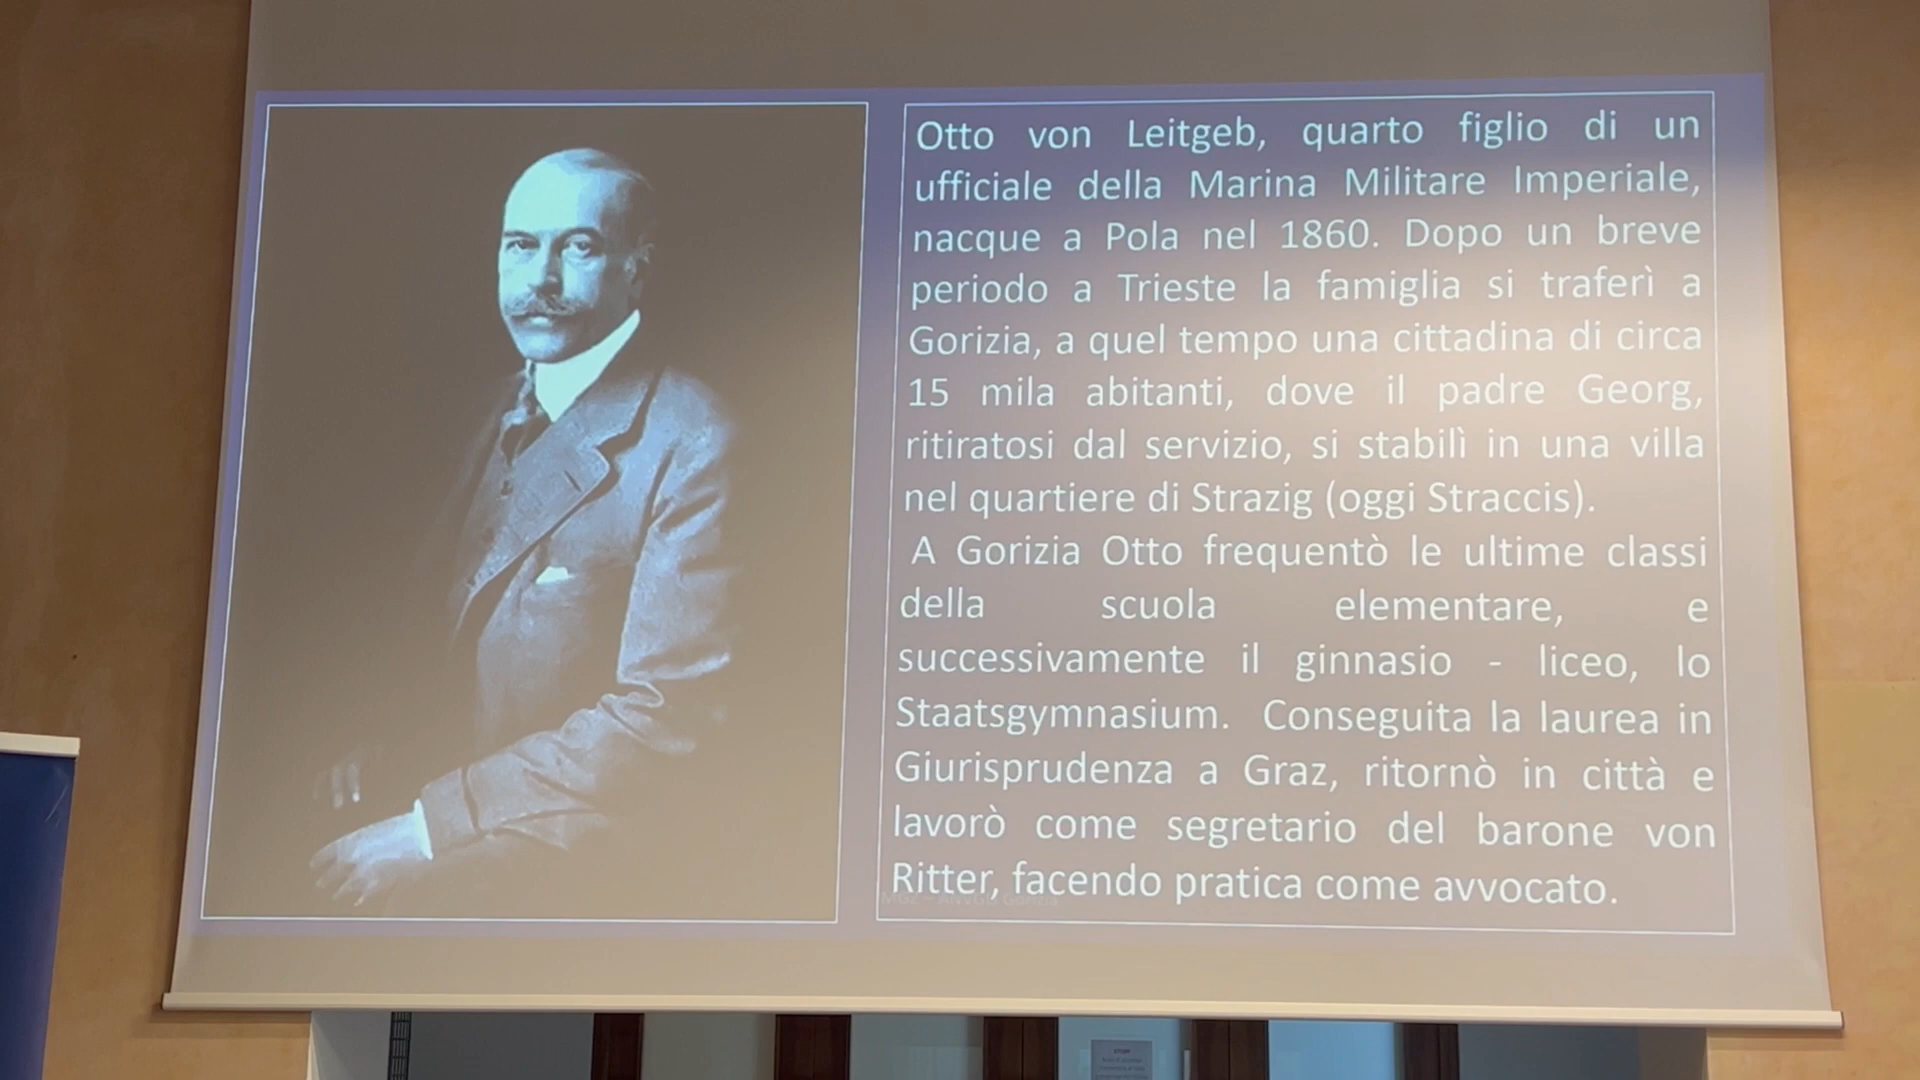 Otto von Leitgeb, quarto figlio di un
ufficiale della Marina Militare Imperiale,
nacque a Pola nel 1860. Dopo un breve
periodo a Trieste la famiglia si traferì a
Gorizia, a quel tempo una cittadina di circa
15 mila abitanti, dove il padre Georg,
ritiratosi dal servizio, si stabilì in una villa
nel quartiere di Strazig (oggi Straccis).
A Gorizia Otto frequentò le ultime classi
della scuola elementare, e
successivamente il ginnasio - liceo, lo
Staatsgymnasium. Conseguita la laurea in
Giurisprudenza a Graz, ritornò in città e
lavorò come segretario del barone von
Ritter, facendo pratica come avvocato.